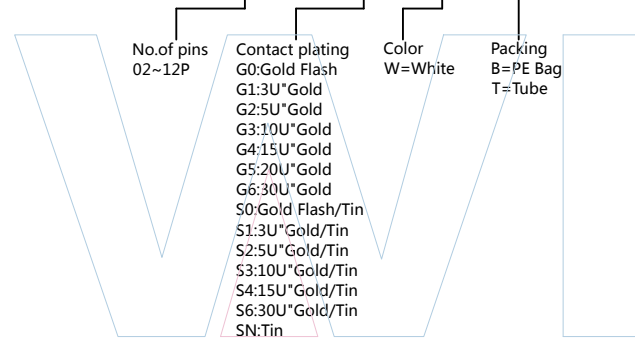 No.of pins
02~12P
Contact plating
G0:Gold Flash
G1:3U"Gold
G2:5U"Gold
G3:10U"Gold
G4:15U"Gold
G5:20U"Gold
G6:30U"Gold
S0:Gold Flash/Tin
S1:3U"Gold/Tin
S2:5U"Gold/Tin
S3:10U"Gold/Tin
S4:15U"Gold/Tin
S6:30U"Gold/Tin
SN:Tin
Color
W=White
Packing
B=PE Bag
T=Tube